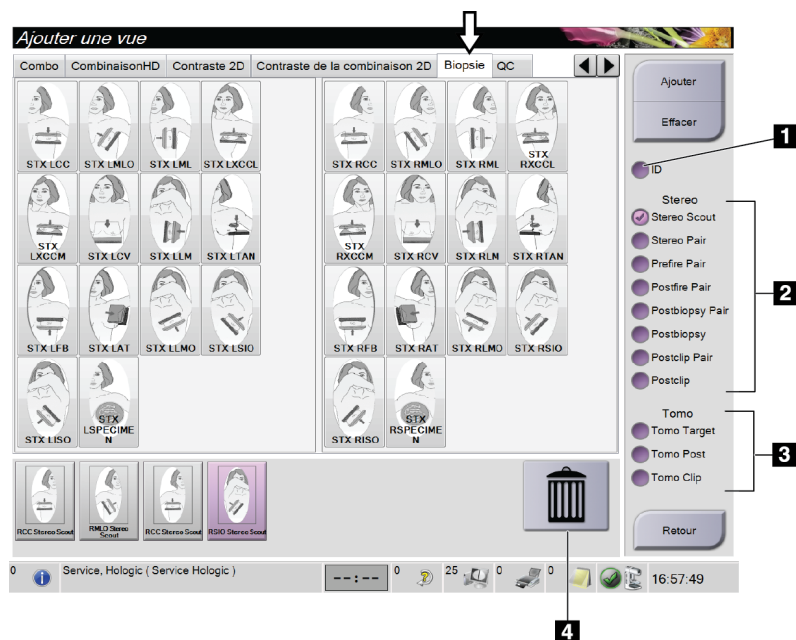 Ajouter une vue
Combo CombinaisonHD Contraste 2D Contraste de la combinaison 2D Biopsie QC
STX LCC STX LMLO STX LML STX LXCCL
STX RCC STX RMLO STX RML STX RXCCL
STX LXCCM STX LCV STX LLM STX LTAN
STX RXCCM STX RCV STX RLM STX RTAN
STX LFB STX LAT STX LLMO STX LSIO
STX RFB STX RAT STX RLMO STX RSIO
STX LISO STX LSPECIMEN
STX RISO STX RSPECIMEN
RCC Stereo Scout RMLO Stereo Scout RCC Stereo Scout RSIO Stereo Scout
Ajouter
Effacer
ID
Stereo
Stereo Scout
Stereo Pair
Prefire Pair
Postfire Pair
Postbiopsy Pair
Postbiopsy
Postclip Pair
Postclip
Tomo
Tomo Target
Tomo Post
Tomo Clip
Retour
1
2
3
0 Service, Hologic ( Service Hologic ) --:-- 0 25 0 0 16:57:49
4